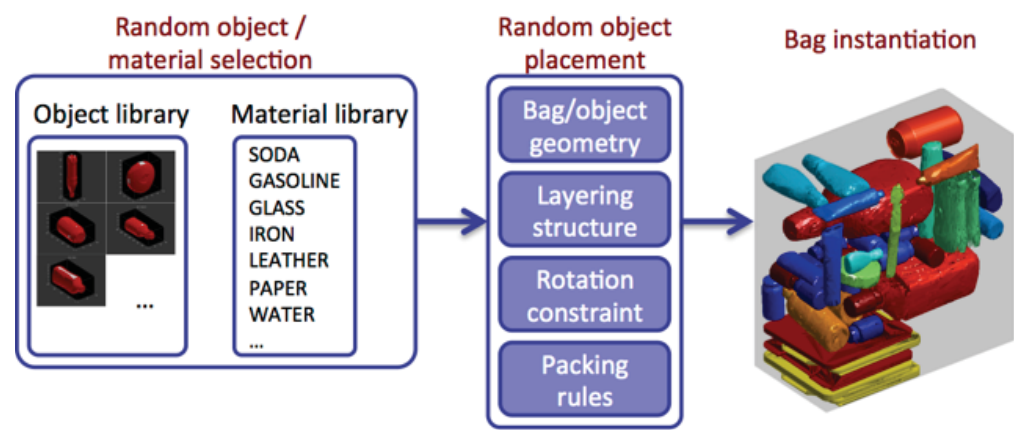 Random object /
material selection
Object library
...
Material library
SODA
GASOLINE
GLASS
IRON
LEATHER
PAPER
WATER
...
Random object
placement
Bag/object
geometry
Layering
structure
Rotation
constraint
Packing
rules
Bag instantiation